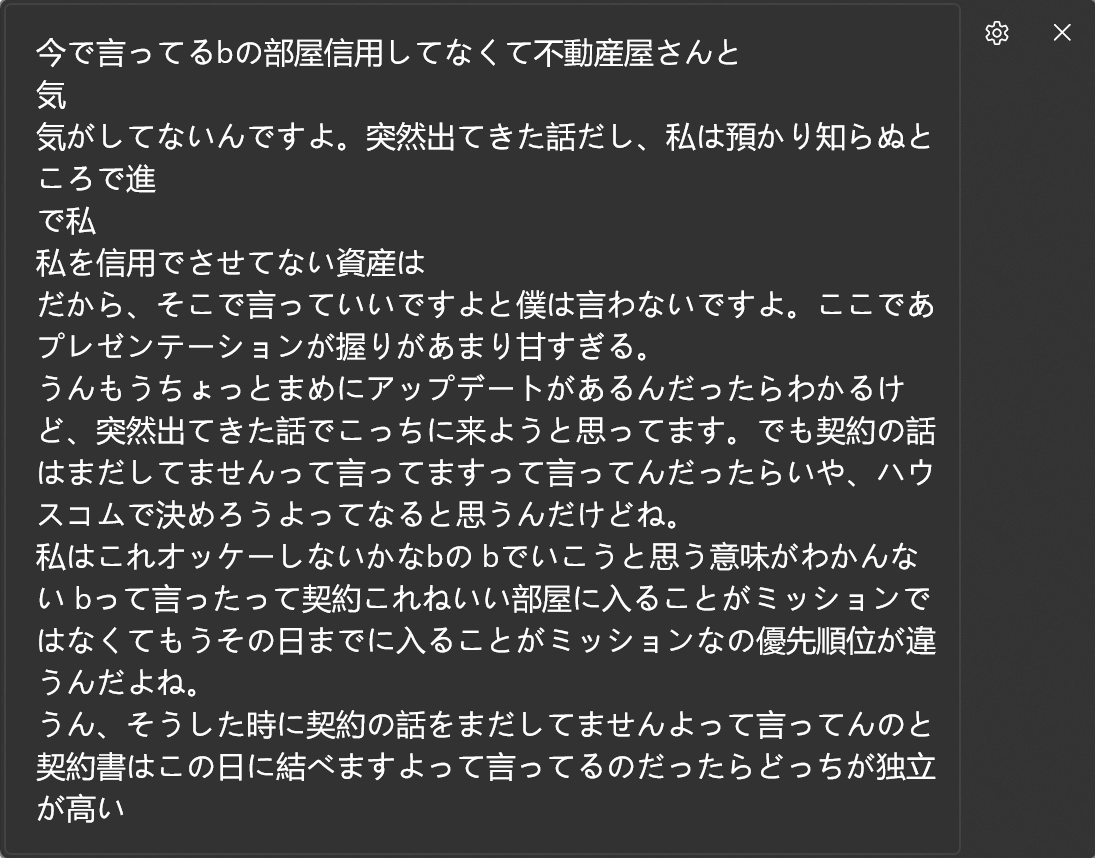 今で言ってるbの部屋信用してなくて不動産屋さんと
気
気がしてないんですよ。突然出てきた話だし、私は預かり知らぬと
ころで進
で私
私を信用でさせてない資産は
だから、そこで言っていいですよと僕は言わないですよ。ここであ
プレゼンテーションが握りがあまり甘すぎる。
うんもうちょっとまめにアップデートがあるんだったらわかるけ
ど、突然出てきた話でこっちに来ようと思ってます。でも契約の話
はまだしてませんって言ってますって言ってんだったらいや、ハウ
スコムで決めろうよってなると思うんだけどね。
私はこれオッケーしないかなbの bでいこうと思う意味がわかんな
い bって言ったって契約これねいい部屋に入ることがミッションで
はなくてもうその日までに入ることがミッションなの優先順位が違
うんだよね。
うん、そうした時に契約の話をまだしてませんよって言ってんのと
契約書はこの日に結べますよって言ってるのだったらどっちが独立
が高い